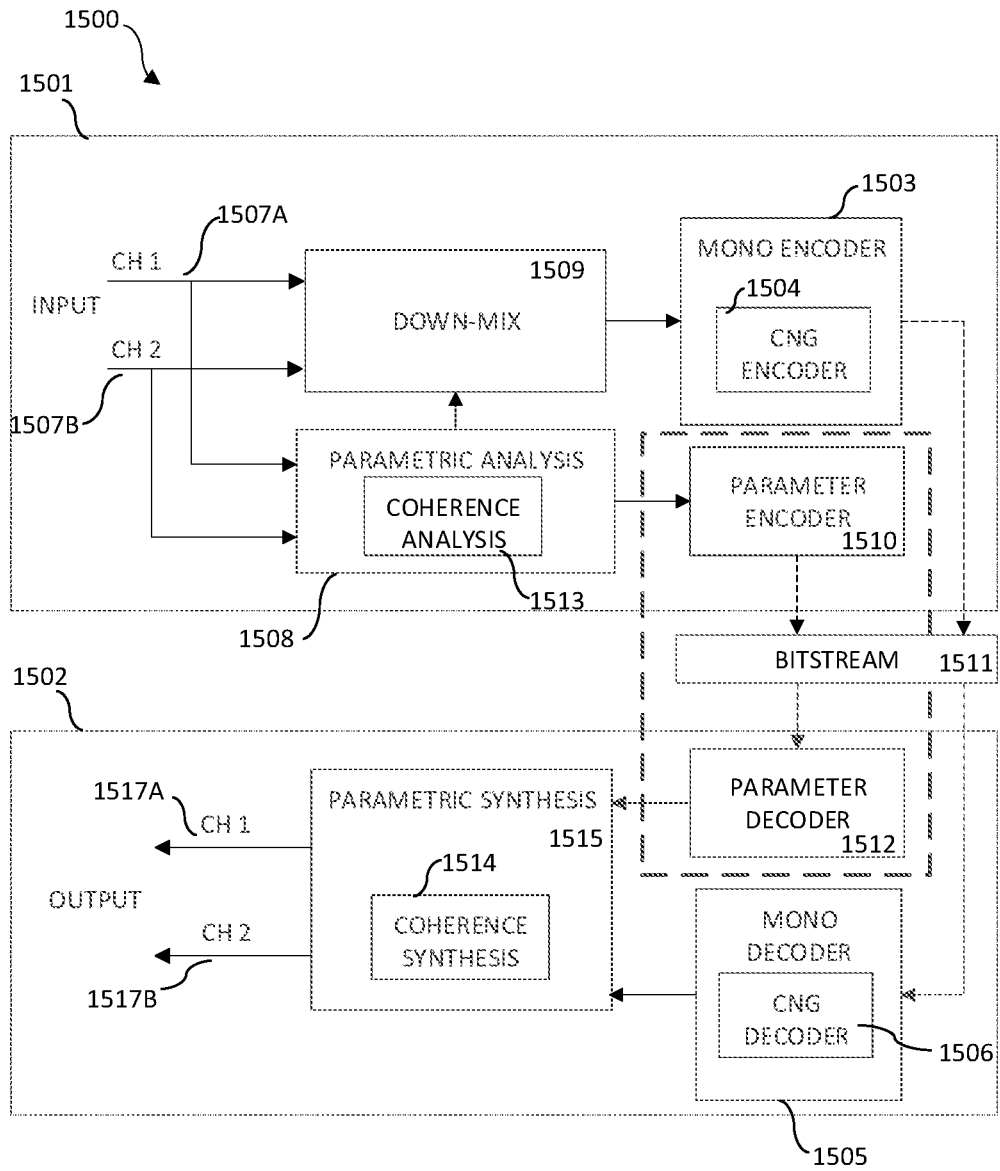 1500
1501
1503
1507A
MONO ENCODER
CH 1
1509
1504
INPUT
DOWN-MIX
CNG
ENCODER
CH 2
1507B
PARAMETRIC ANALYSIS
COHERENCE
ANALYSIS
PARAMETER
ENCODER
1510
1513
1508
BITSTREAM
1511
1502
1517A
PARAMETRIC SYNTHESIS
PARAMETER
DECODER
CH 1
1515
1512
1514
OUTPUT
COHERENCE
SYNTHESIS
MONO
DECODER
CH 2
1517B
CNG
DECODER
1506
1505